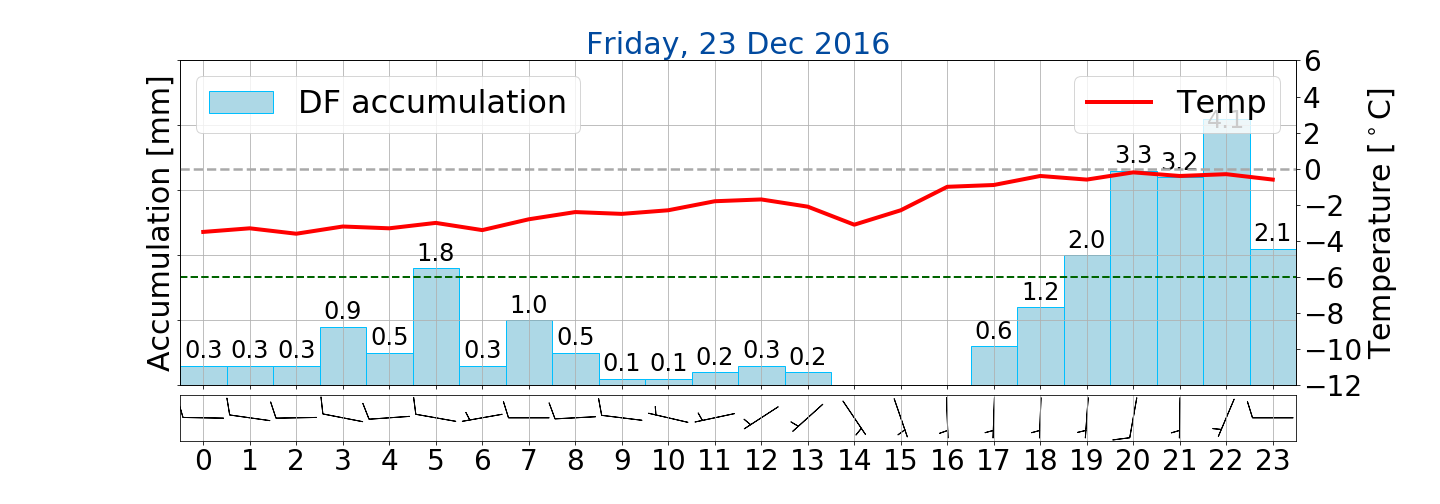 Friday, 23 Dec 2016
DF accumulation
Temp
Accumulation [mm]
Temperature [°C]
6
4
2
0
−2
−4
−6
−8
−10
−12
0.3 0.3 0.3 0.9 0.5 1.8 0.3 1.0 0.5 0.1 0.1 0.2 0.3 0.2 0.6 1.2 2.0 3.3 3.2 4.1 2.1
0 1 2 3 4 5 6 7 8 9 10 11 12 13 14 15 16 17 18 19 20 21 22 23